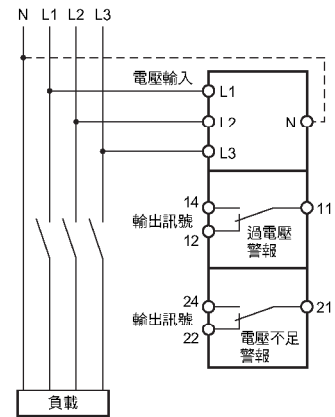 N L1 L2 L3
電壓輸入
L1
L2
N
L3
14
11
輸出訊號
12
過電壓
警報
24
21
輸出訊號
22
電壓不足
警報
負載